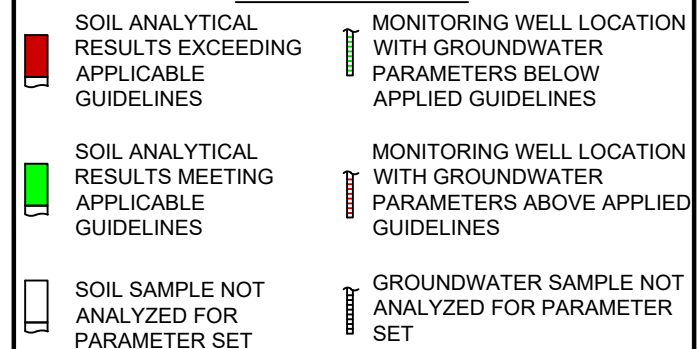 SOIL ANALYTICAL
RESULTS EXCEEDING
APPLICABLE
GUIDELINES
MONITORING WELL LOCATION
WITH GROUNDWATER
PARAMETERS BELOW
APPLIED GUIDELINES
SOIL ANALYTICAL
RESULTS MEETING
APPLICABLE
GUIDELINES
MONITORING WELL LOCATION
WITH GROUNDWATER
PARAMETERS ABOVE APPLIED
GUIDELINES
SOIL SAMPLE NOT
ANALYZED FOR
PARAMETER SET
GROUNDWATER SAMPLE NOT
ANALYZED FOR PARAMETER
SET